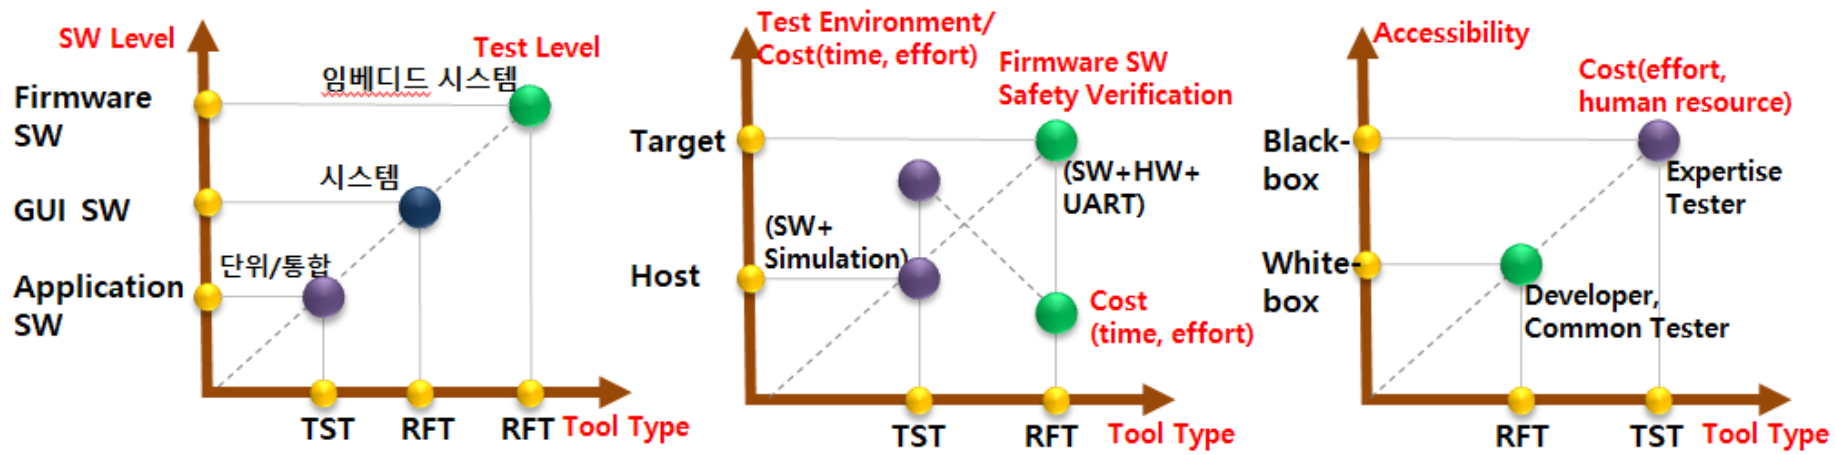 SW Level
Test Level
임베디드 시스템
Firmware
SW
시스템
GUI SW
단위/통합
Application
SW
TST
RFT
RFT
Tool Type
Test Environment/
Cost(time, effort)
Firmware SW
Safety Verification
Target
(SW+HW+
UART)
(SW+
Simulation)
Host
Cost
(time, effort)
TST
RFT
Tool Type
Accessibility
Cost(effort,
human resource)
Black-
box
Expertise
Tester
White-
box
Developer,
Common Tester
RFT
TST
Tool Type